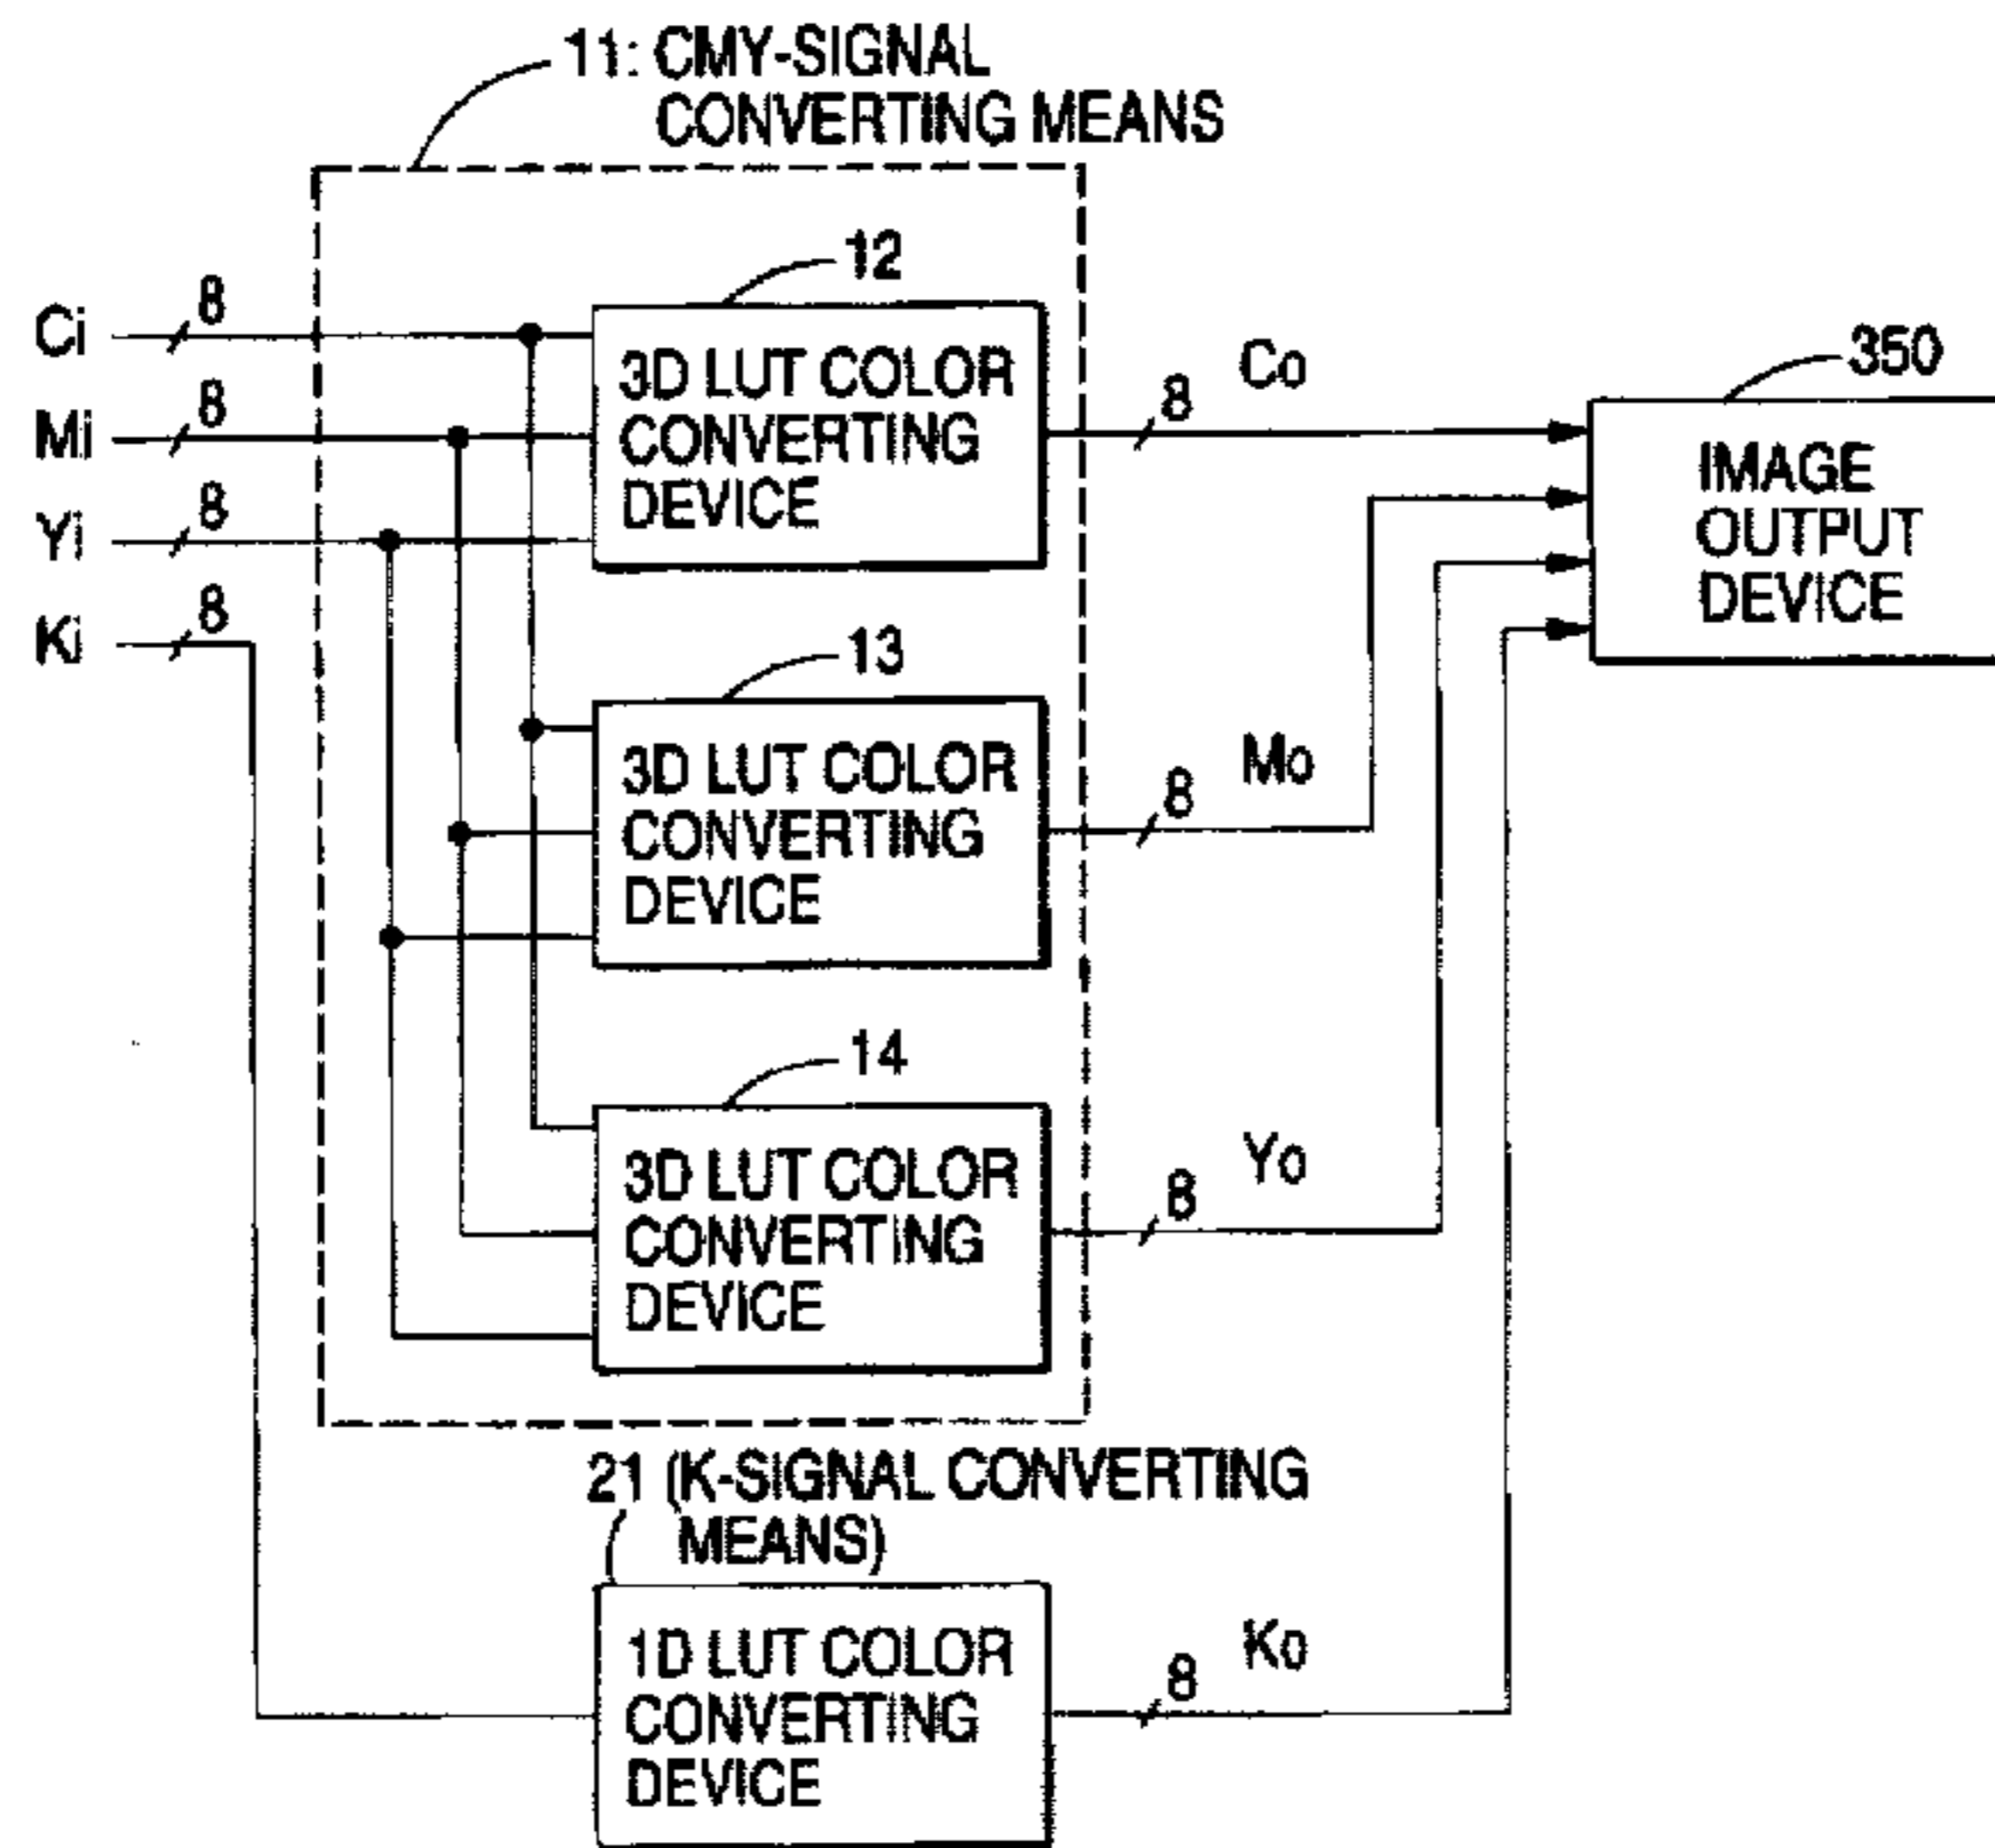 11: CMY-SIGNAL
CONVERTING MEANS
12
Ci
8
Mi
8
Yi
8
Ki
8
3D LUT COLOR
CONVERTING
DEVICE
8
Co
350
IMAGE
OUTPUT
DEVICE
13
3D LUT COLOR
CONVERTING
DEVICE
8
Mo
14
3D LUT COLOR
CONVERTING
DEVICE
8
Yo
21 (K-SIGNAL CONVERTING
MEANS)
1D LUT COLOR
CONVERTING
DEVICE
8
Ko